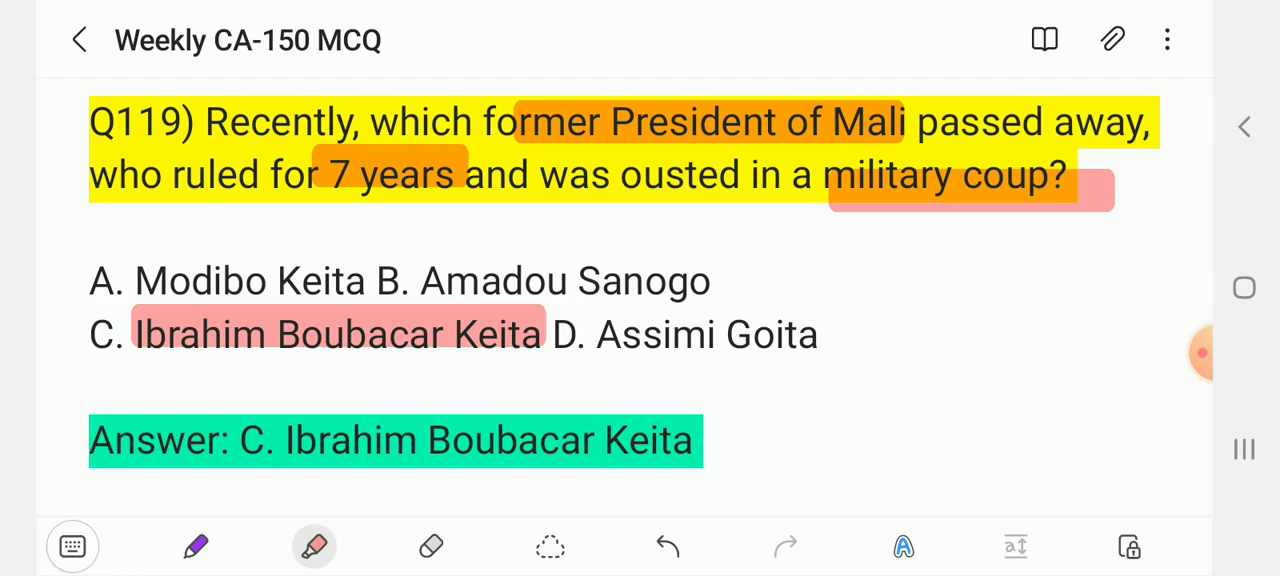 Weekly CA-150 MCQ
Q119) Recently, which former President of Mali passed away,
who ruled for 7 years and was ousted in a military coup?
A. Modibo Keita B. Amadou Sanogo
C. Ibrahim Boubacar Keita D. Assimi Goita
Answer: C. Ibrahim Boubacar Keita